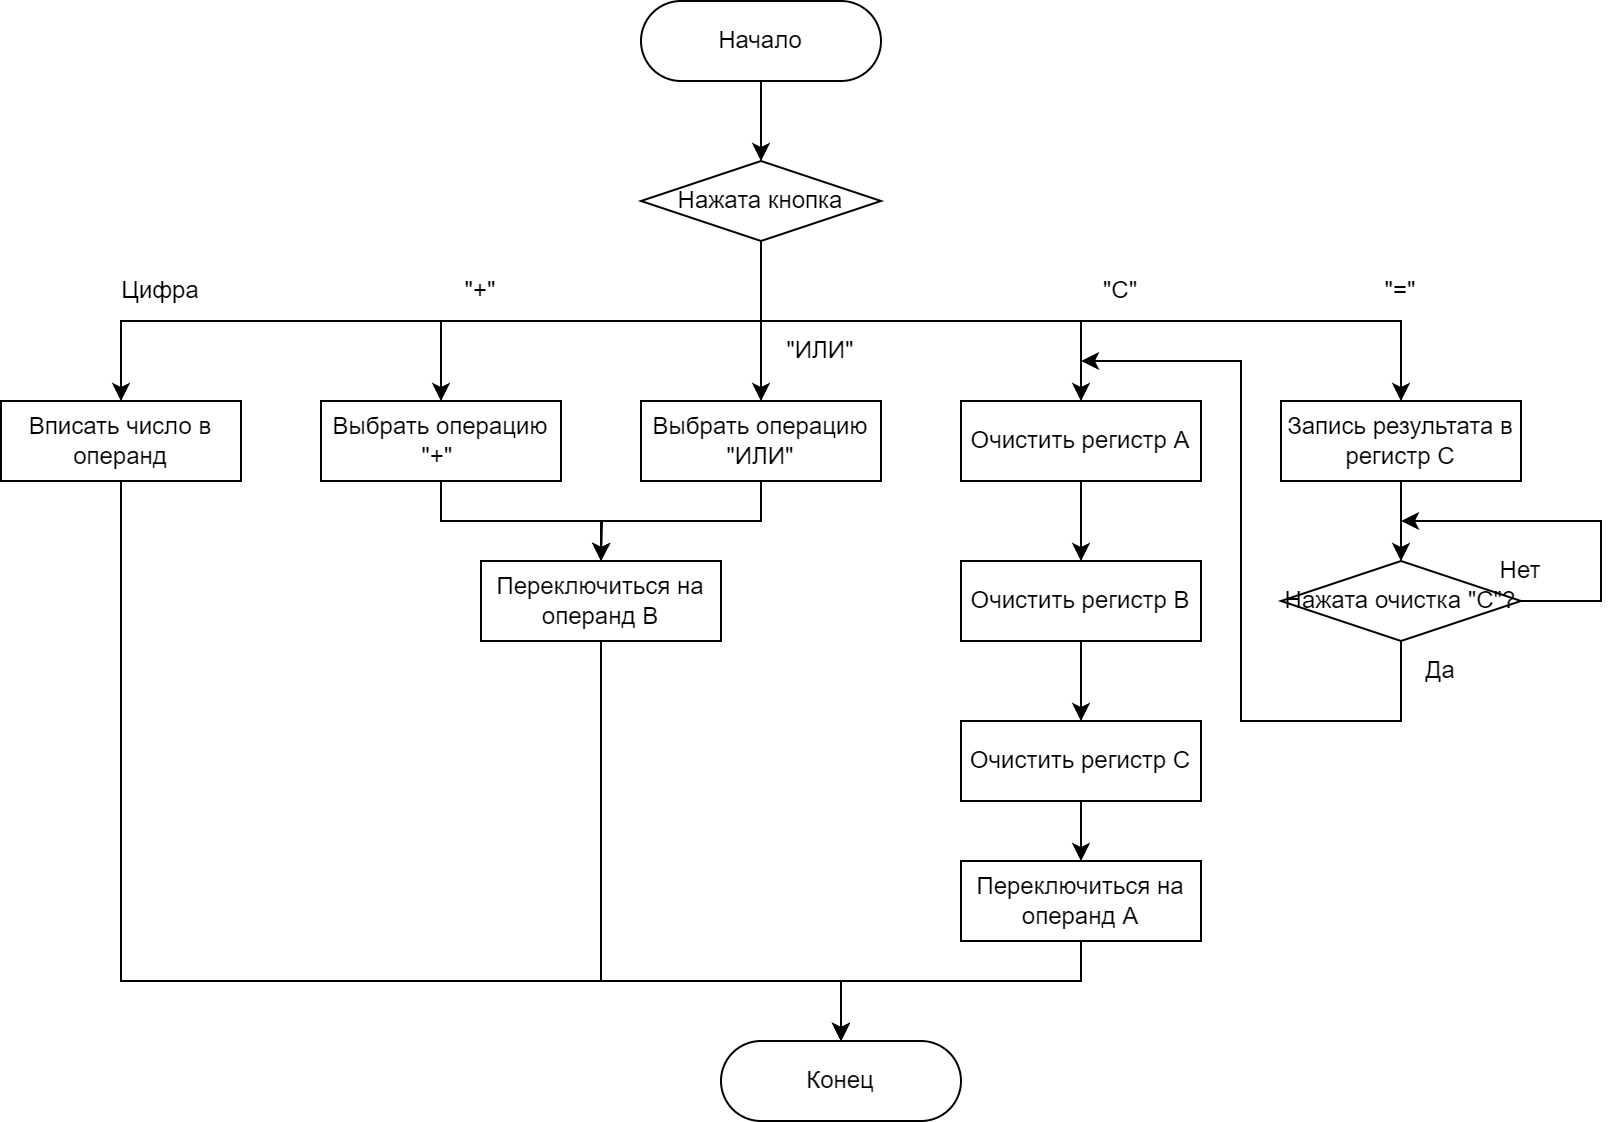 Начало
Нажата кнопка
Цифра
"+"
"C"
"="
"ИЛИ"
Вписать число в
операнд
Выбрать операцию
"+"
Выбрать операцию
"ИЛИ"
Очистить регистр А
Запись результата в
регистр С
Переключиться на
операнд В
Очистить регистр В
Нет
Нажата очистка "С"?
Да
Очистить регистр С
Переключиться на
операнд А
Конец